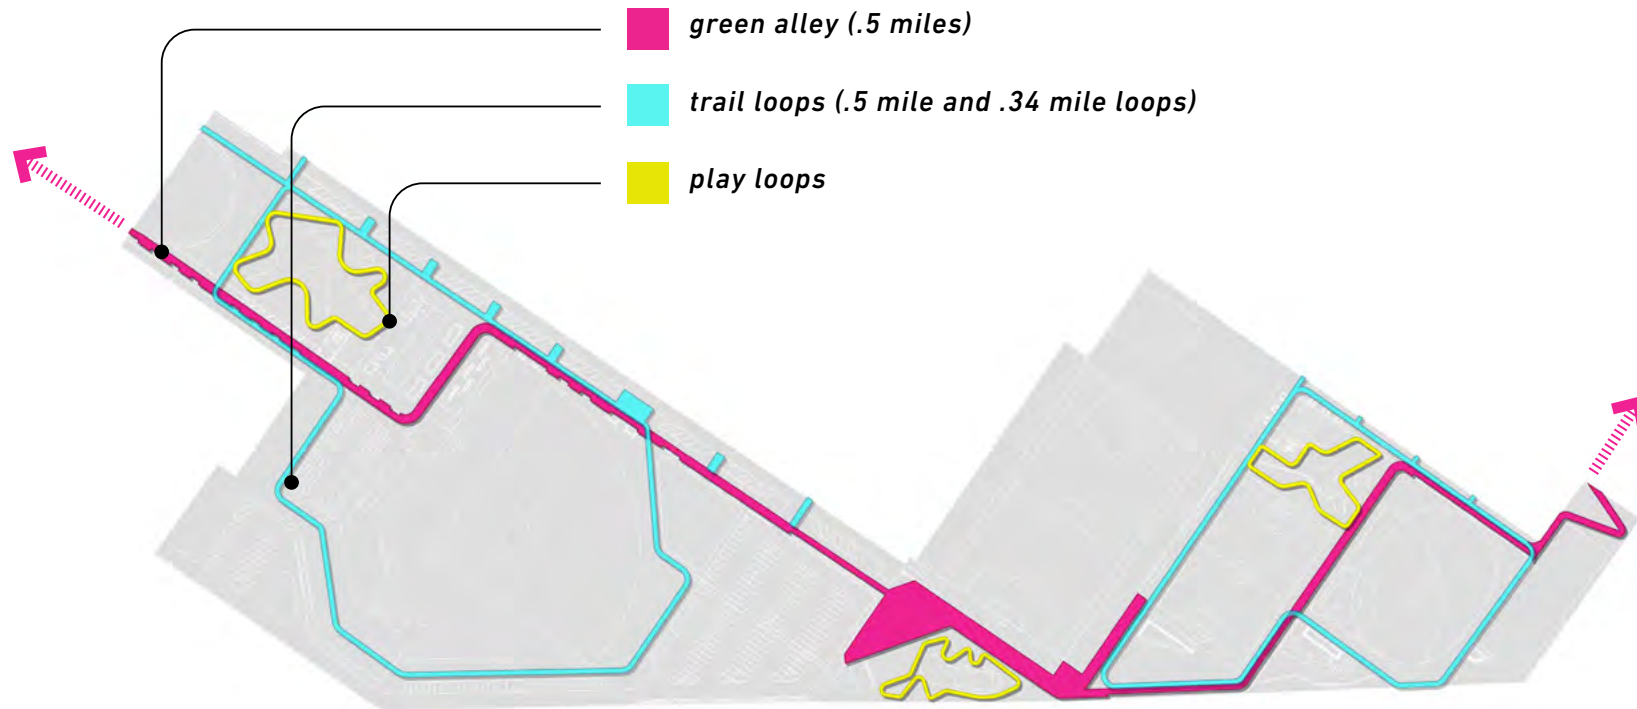 green alley (.5 miles)
trail loops (.5 mile and .34 mile loops)
play loops